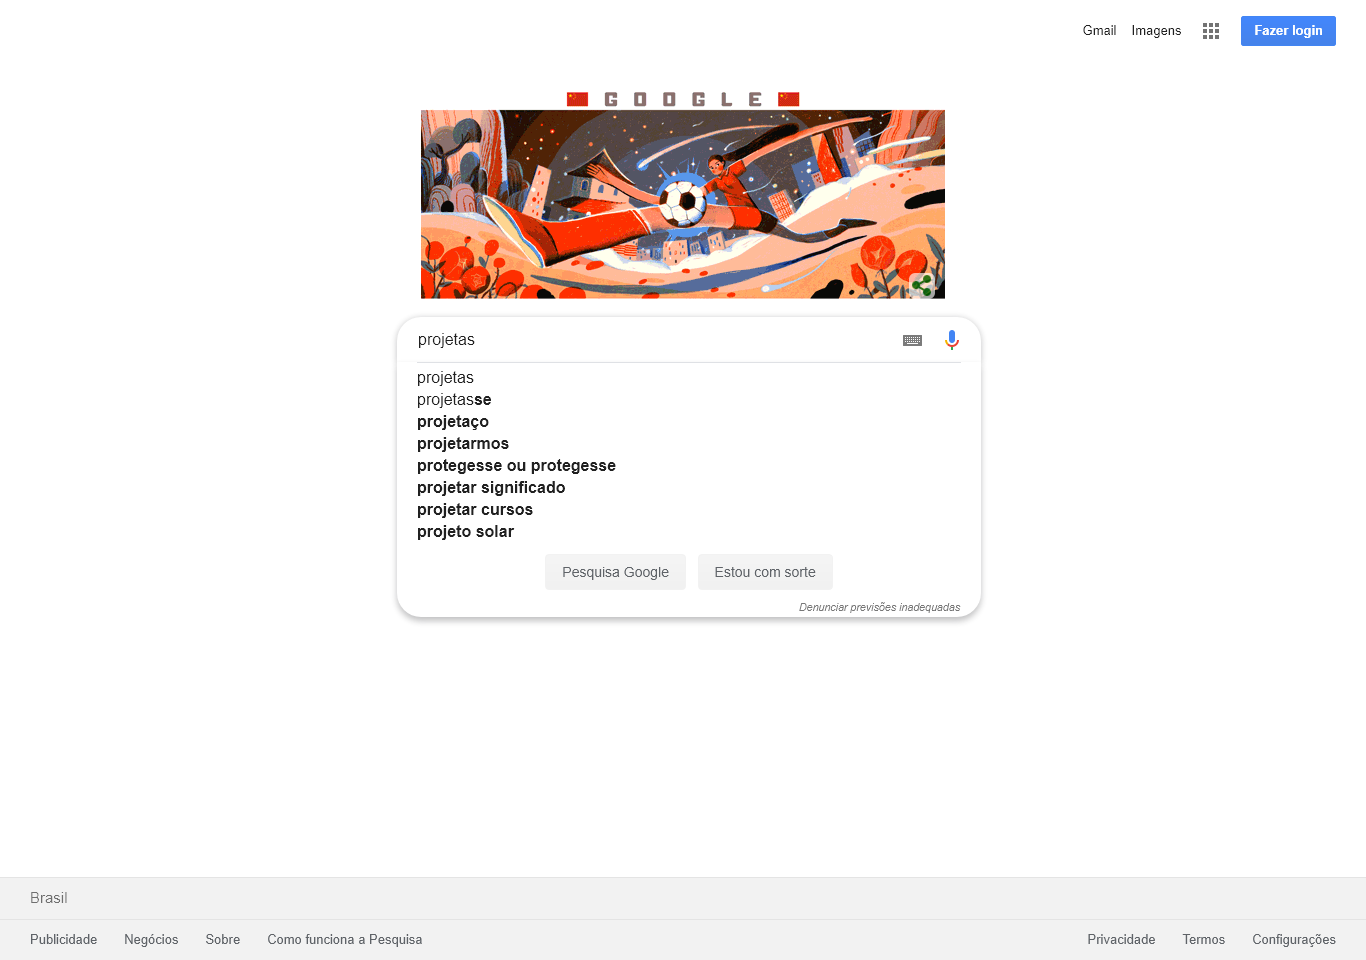 Gmail Imagens Fazer login
GOOGLE
projetas
projetas
projetasse
projetaço
projetarmos
protegesse ou protegesse
projetar significado
projetar cursos
projeto solar
Pesquisa Google Estou com sorte
Denunciar previsões inadequadas
Brasil
Publicidade Negócios Sobre Como funciona a Pesquisa Privacidade Termos Configurações